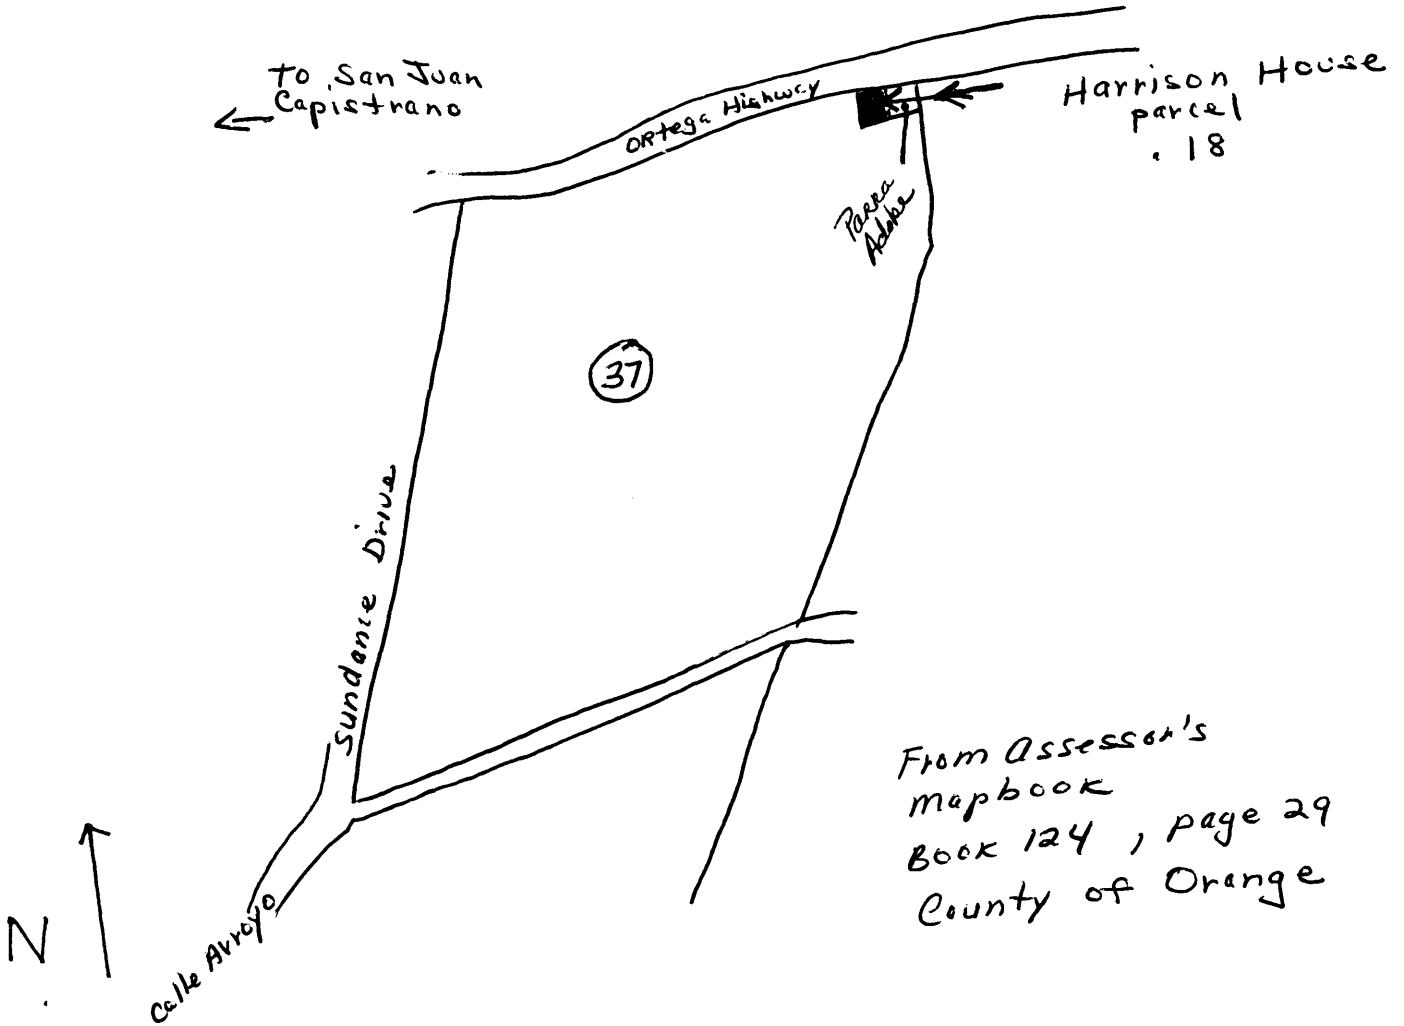 To San Juan
Capistrano
Ortega Highway
Harrison House
parcel
.18
Parra
Adobe
37
Sundance Drive
From Assessor's
mapbook
Book 124, page 29
County of Orange
N
Calle Arroyo